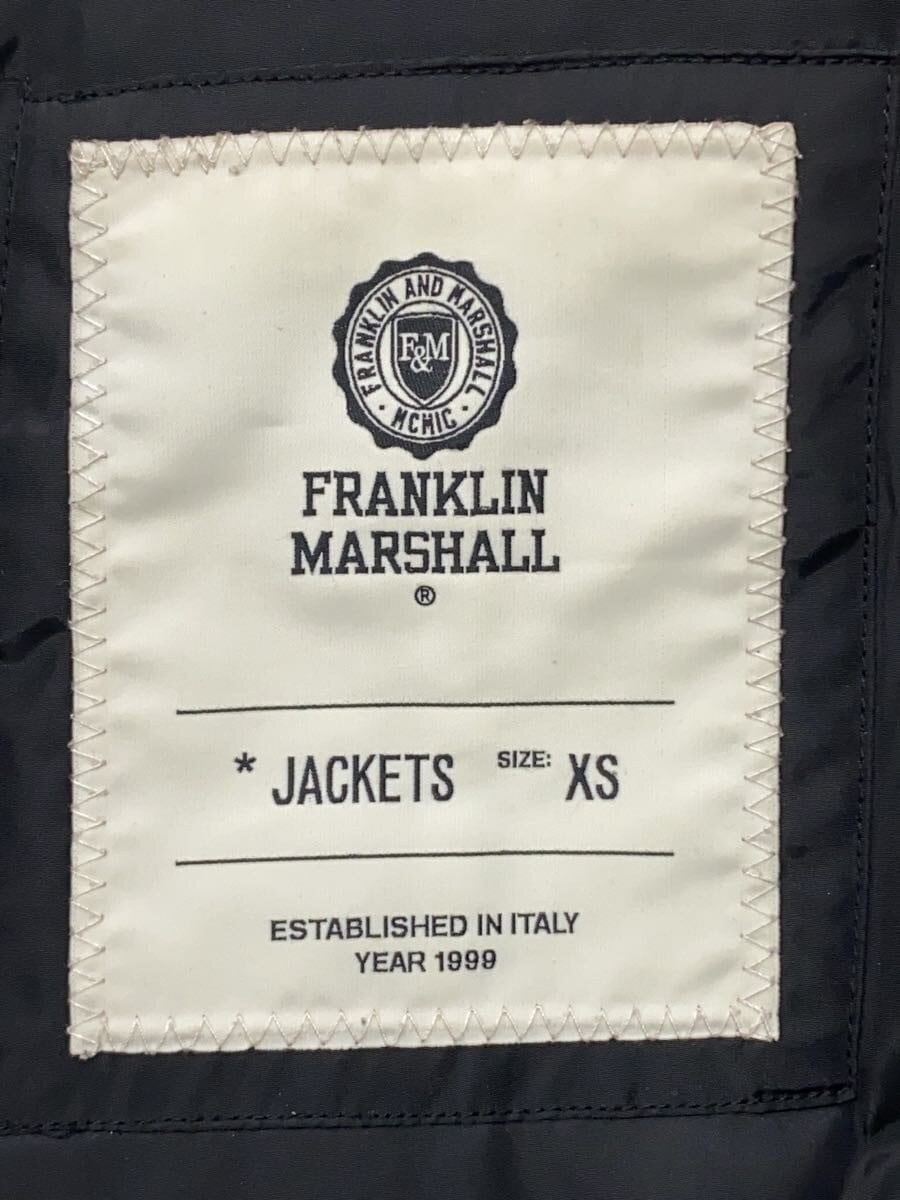 FRANKLIN AND MARSHALL
F&M
· MCMIC ·
FRANKLIN
MARSHALL
®
* JACKETS SIZE: XS
ESTABLISHED IN ITALY
YEAR 1999